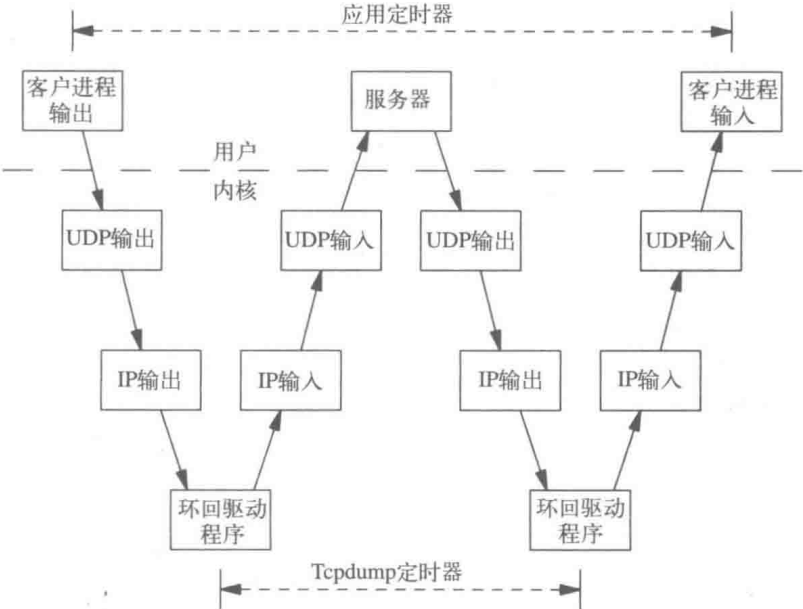 应用定时器
客户进程
输出
服务器
客户进程
输入
用户
内核
UDP输出
UDP输入
UDP输出
UDP输入
IP输出
IP输入
IP输出
IP输入
环回驱动
程序
环回驱动
程序
Tcpdump定时器